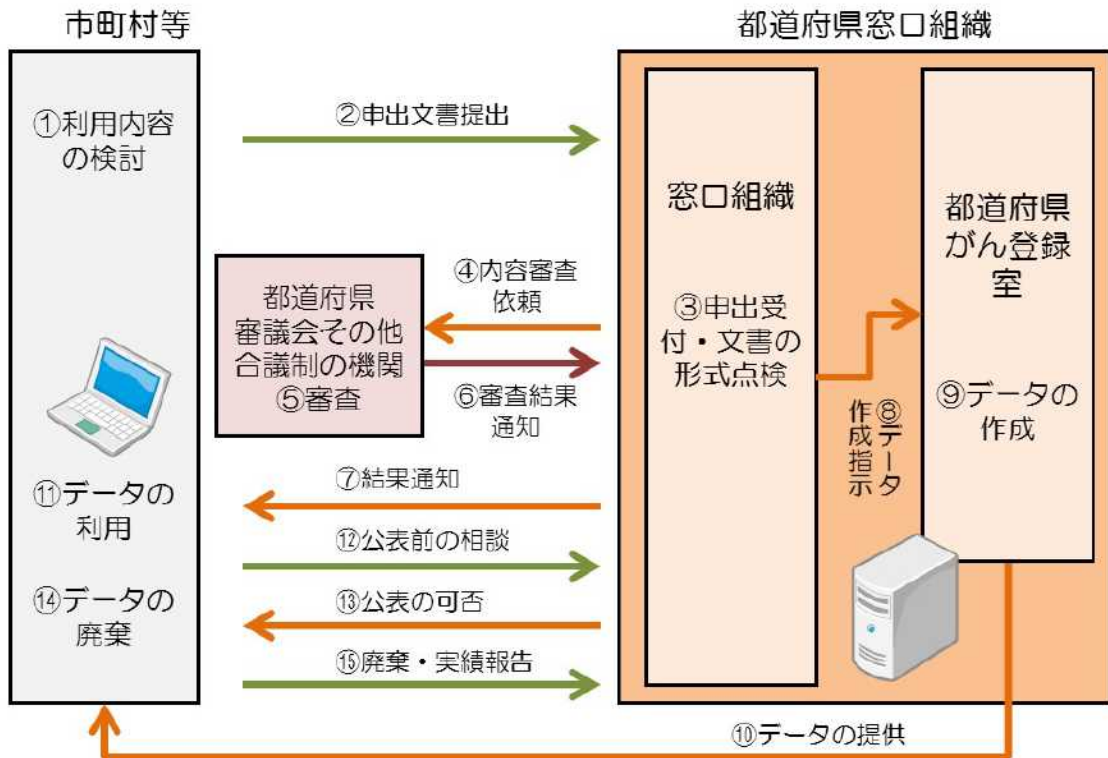 市町村等
都道府県窓口組織
①利用内容
の検討
②申出文書提出
窓口組織
③申出受
付・文書の
形式点検
都道府県
がん登録
室
④内容審査
依頼
都道府県
審議会その他
合議制の機関
⑤審査
⑥審査結果
通知
⑦結果通知
⑧データ
作成指示
⑨データの
作成
⑩データの提供
⑪データの
利用
⑫公表前の相談
⑬公表の可否
⑭データの
廃棄
⑮廃棄・実績報告